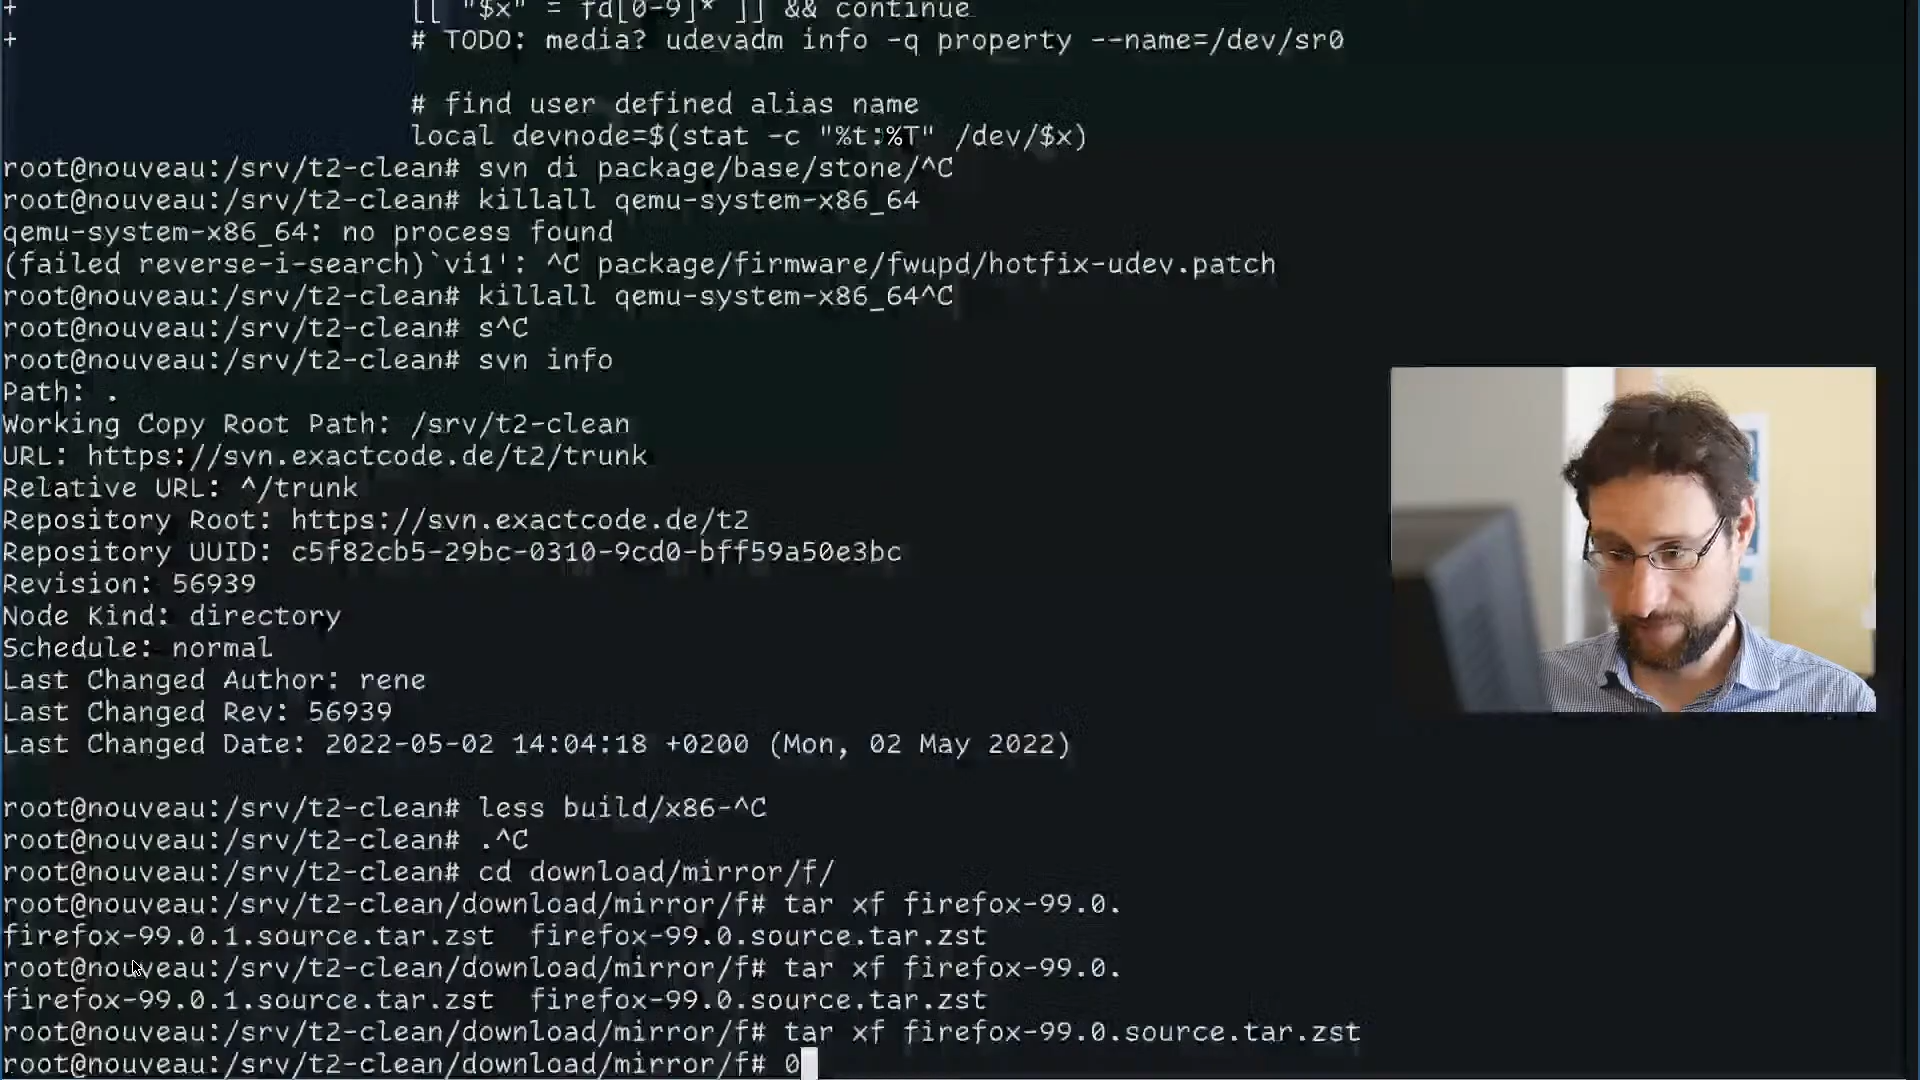 + [[ "$x" = fd[0-9]* ]] && continue
+ # TODO: media? udevadm info -q property --name=/dev/sr0
# find user defined alias name
local devnode=$(stat -c "%t:%T" /dev/$x)
root@nouveau:/srv/t2-clean# svn di package/base/stone/^C
root@nouveau:/srv/t2-clean# killall qemu-system-x86_64
qemu-system-x86_64: no process found
(failed reverse-i-search)`vi1': ^C package/firmware/fwupd/hotfix-udev.patch
root@nouveau:/srv/t2-clean# killall qemu-system-x86_64^C
root@nouveau:/srv/t2-clean# s^C
root@nouveau:/srv/t2-clean# svn info
Path: .
Working Copy Root Path: /srv/t2-clean
URL: https://svn.exactcode.de/t2/trunk
Relative URL: ^/trunk
Repository Root: https://svn.exactcode.de/t2
Repository UUID: c5f82cb5-29bc-0310-9cd0-bff59a50e3bc
Revision: 56939
Node Kind: directory
Schedule: normal
Last Changed Author: rene
Last Changed Rev: 56939
Last Changed Date: 2022-05-02 14:04:18 +0200 (Mon, 02 May 2022)
root@nouveau:/srv/t2-clean# less build/x86-^C
root@nouveau:/srv/t2-clean# .^C
root@nouveau:/srv/t2-clean# cd download/mirror/f/
root@nouveau:/srv/t2-clean/download/mirror/f# tar xf firefox-99.0.
firefox-99.0.1.source.tar.zst firefox-99.0.source.tar.zst
root@nouveau:/srv/t2-clean/download/mirror/f# tar xf firefox-99.0.
firefox-99.0.1.source.tar.zst firefox-99.0.source.tar.zst
root@nouveau:/srv/t2-clean/download/mirror/f# tar xf firefox-99.0.source.tar.zst
root@nouveau:/srv/t2-clean/download/mirror/f# 0